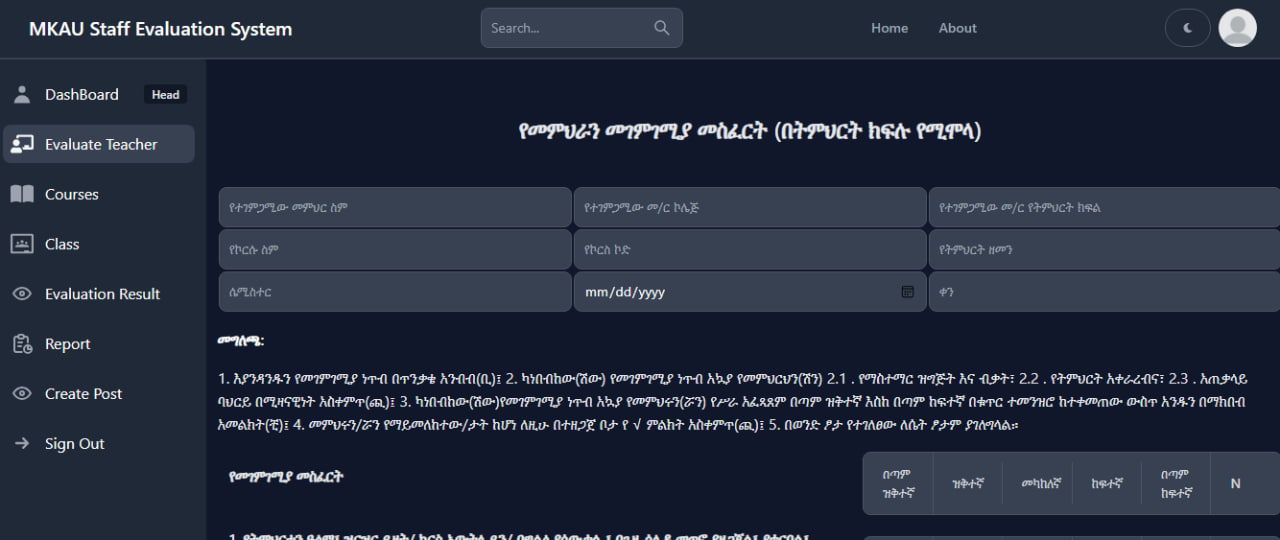 MKAU Staff Evaluation System
Search...
Home
About
DashBoard
Head
Evaluate Teacher
Courses
Class
Evaluation Result
Report
Create Post
Sign Out
የመምህራን መገምገሚያ መስፈርት (በትምህርት ክፍሉ የሚሞላ)
የተገምጋሚው መምህር ስም
የተገምጋሚው መ/ር ኮሌጅ
የተገምጋሚው መ/ር የትምህርት ክፍል
የኮርሱ ስም
የኮርስ ኮድ
የትምህርት ዘመን
ሴሚስተር
mm/dd/yyyy
ቀን
መግለጫ:
1. እያንዳንዱን የመገምገሚያ ነጥብ በጥንቃቄ አንብብ(ቢ)፤ 2. ካነበብከው(ሽው) የመገምገሚያ ነጥብ አኳያ የመምህርህን(ሽን) 2.1 . የማስተማር ዝግጅት እና ብቃት፣ 2.2 . የትምህርት አቀራረብና፣ 2.3 . አጠቃላይ
ባህርይ በሚዛናዊነት አስቀምጥ(ጪ)፤ 3. ካነበብከው(ሽው)የመገምገሚያ ነጥብ አኳያ የመምህሩን(ሯን) የሥራ አፈጻጸም በጣም ዝቅተኛ እስከ በጣም ከፍተኛ በቁጥር ተመንዝሮ ከተቀመጠው ውስጥ አንዱን በማክበብ
አመልክት(ቺ)፤ 4. መምህሩን/ሯን የማይመለከተው/ታት ከሆነ ለዚሁ በተዘጋጀ ቦታ የ √ ምልክት አስቀምጥ(ጪ)፤ 5. በወንድ ፆታ የተገለፀው ለሴት ፆታም ያገለግላል።
የመገምገሚያ መስፈርት
በጣም
ዝቅተኛ
ዝቅተኛ
መካከለኛ
ከፍተኛ
በጣም
ከፍተኛ
N